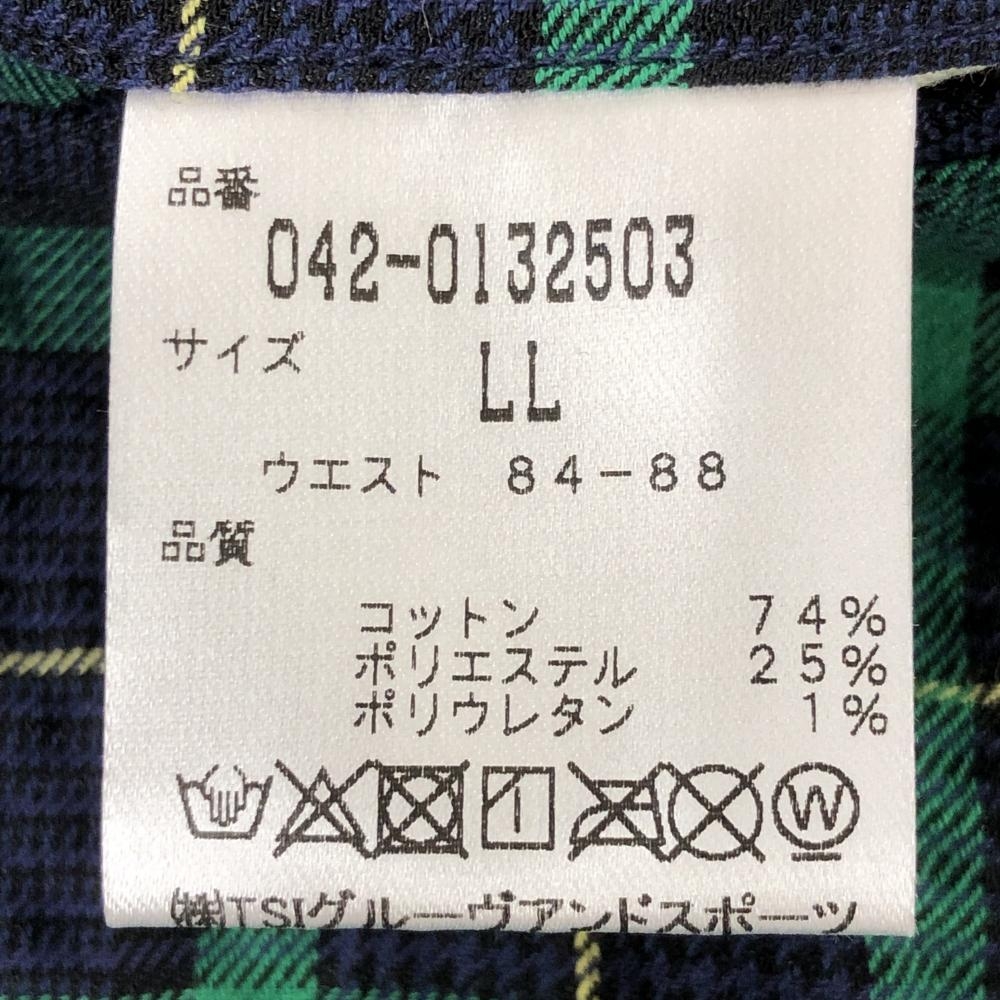 品番
042-0132503
サイズ
LL
ウエスト 84-88
品質
コットン 74%
ポリエステル 25%
ポリウレタン 1%
W
㈱TSIグルーヴアンドスポーツ